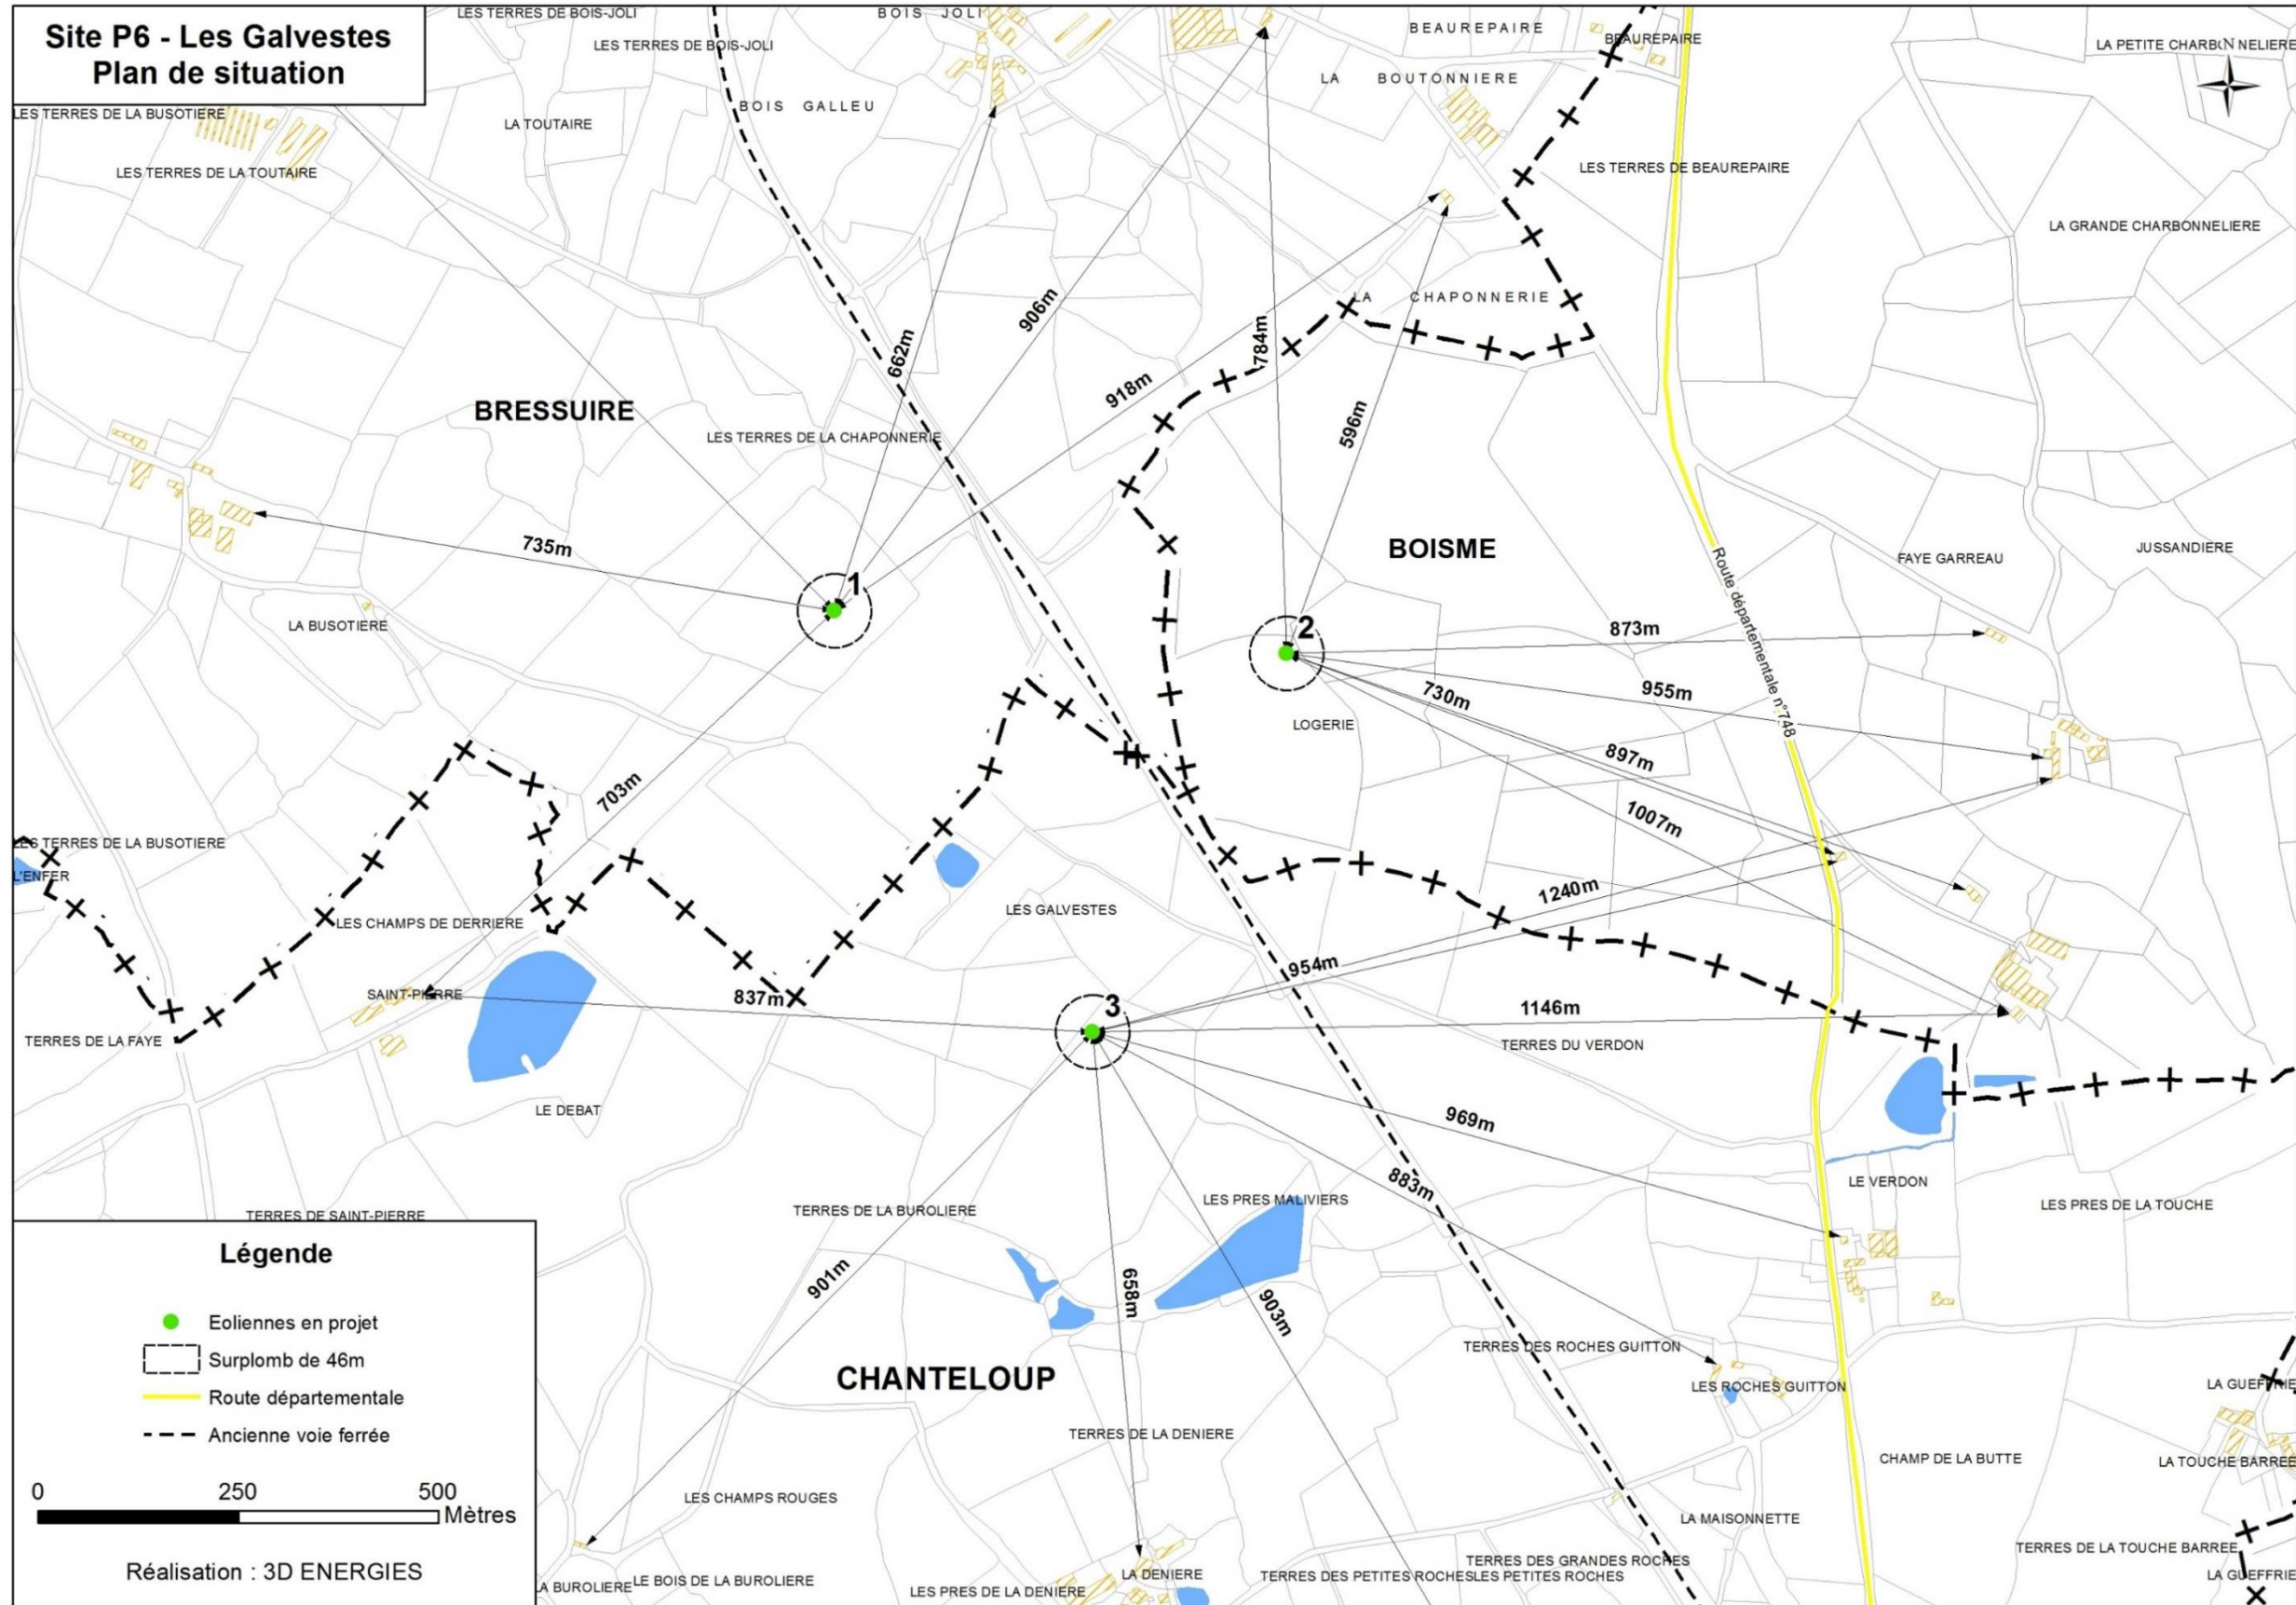 Site P6 - Les Galvestes
Plan de situation
LES TERRES DE BOIS-JOLI
BOIS JOLI
LES TERRES DE BOIS-JOLI
BEAUREPAIRE
BEAUREPAIRE
LA PETITE CHARBONNELIERE
N
LA BOUTONNIERE
BOIS GALLEU
LES TERRES DE LA BUSOTIERE
LA TOUTAIRE
LES TERRES DE LA TOUTAIRE
LES TERRES DE BEAUREPAIRE
LA GRANDE CHARBONNELIERE
LA CHAPONNERIE
906m
784m
662m
918m
596m
BRESSUIRE
LES TERRES DE LA CHAPONNERIE
735m
BOISME
FAYE GARREAU
JUSSANDIERE
1
LA BUSOTIERE
2
873m
Route départementale n°748
730m
955m
LOGERIE
897m
703m
1007m
LES TERRES DE LA BUSOTIERE
L'ENFER
LES CHAMPS DE DERRIERE
LES GALVESTES
1240m
954m
SAINT-PIERRE
837m
3
1146m
TERRES DE LA FAYE
TERRES DU VERDON
LE DEBAT
969m
883m
LE VERDON
LES PRES MALIVIERS
LES PRES DE LA TOUCHE
TERRES DE LA BUROLIERE
TERRES DE SAINT-PIERRE
901m
658m
903m
TERRES DES ROCHES GUITTON
CHANTELOUP
LES ROCHES GUITTON
LA GUEFFRIE
TERRES DE LA DENIERE
CHAMP DE LA BUTTE
LA TOUCHE BARREE
LES CHAMPS ROUGES
LA MAISONNETTE
TERRES DE LA TOUCHE BARREE
TERRES DES GRANDES ROCHES
LA DENIERE
TERRES DES PETITES ROCHES
LES PETITES ROCHES
LA GUEFFRIE
LA BUROLIERE
LE BOIS DE LA BUROLIERE
LES PRES DE LA DENIERE
Légende
Eoliennes en projet
Surplomb de 46m
Route départementale
Ancienne voie ferrée
0 250 500
Mètres
Réalisation : 3D ENERGIES